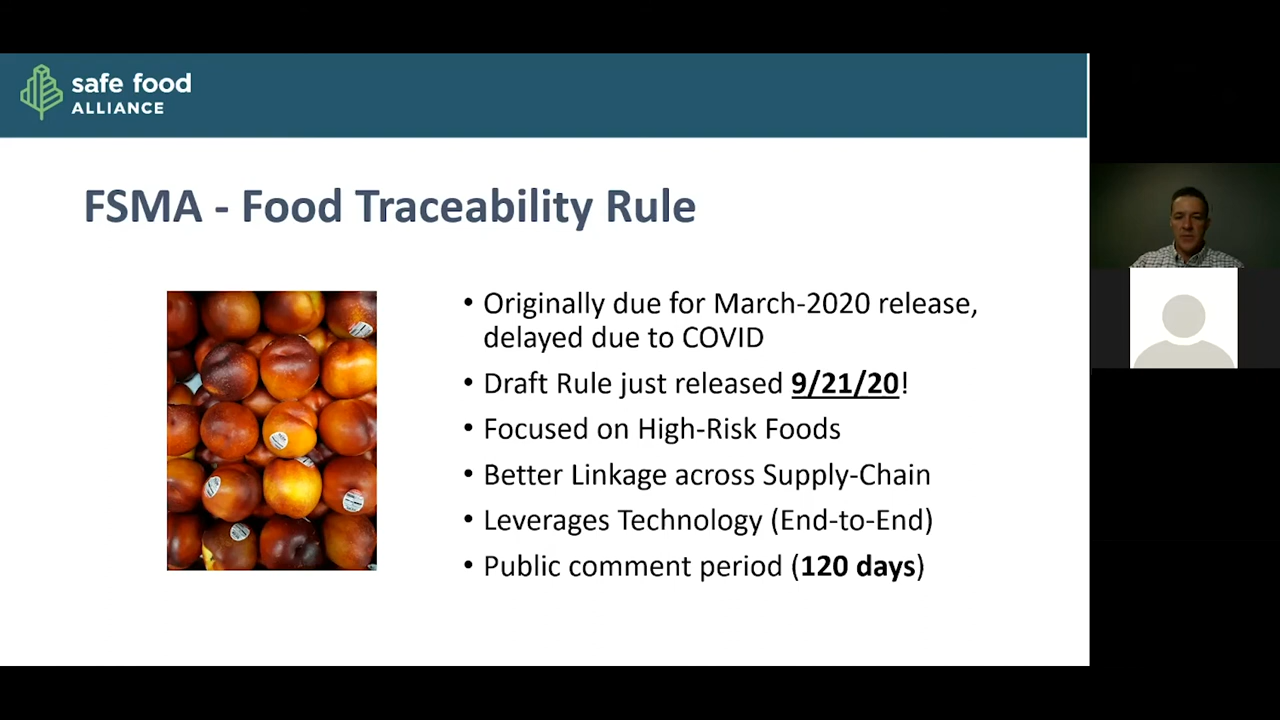 safe food
ALLIANCE
FSMA - Food Traceability Rule
• Originally due for March-2020 release,
delayed due to COVID
• Draft Rule just released 9/21/20!
• Focused on High-Risk Foods
• Better Linkage across Supply-Chain
• Leverages Technology (End-to-End)
• Public comment period (120 days)